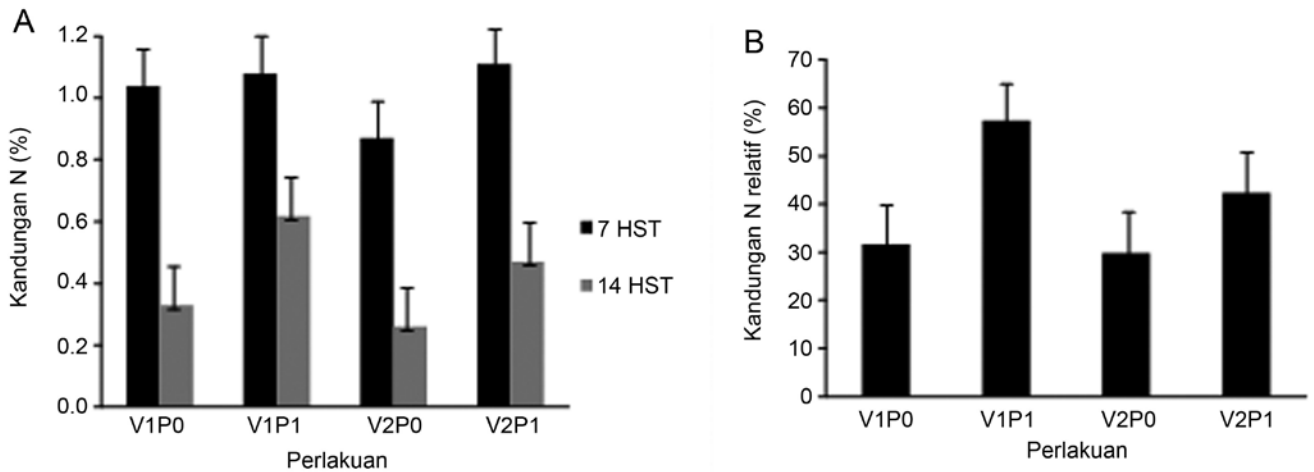 A
Kandungan N (%)
1.2
1.0
0.8
0.6
0.4
0.2
0.0
V1P0 V1P1 V2P0 V2P1
Perlakuan
7 HST
14 HST
B
Kandungan N relatif (%)
70
60
50
40
30
20
10
0
V1P0 V1P1 V2P0 V2P1
Perlakuan